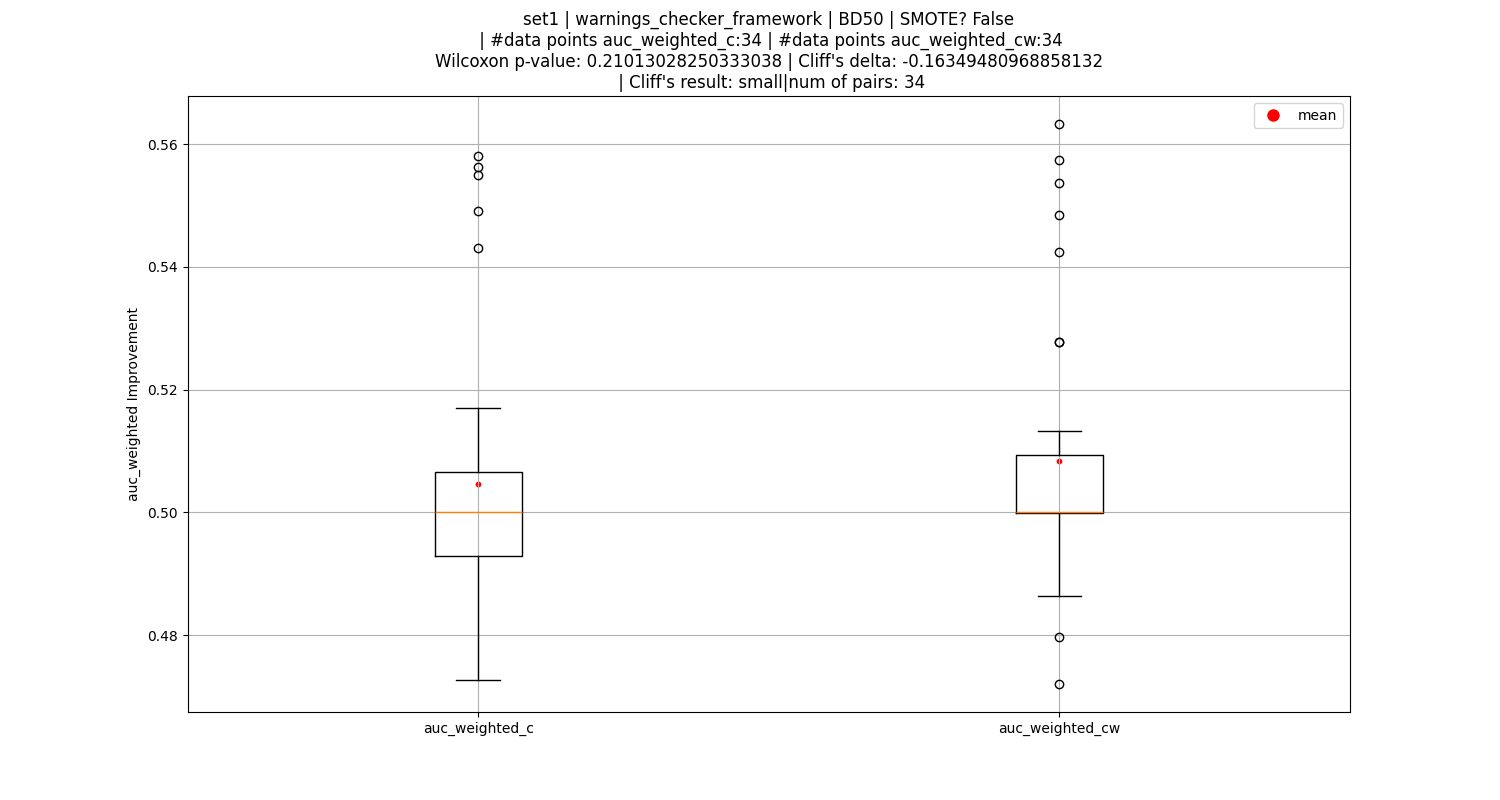 set1 | warnings_checker_framework | BD50 | SMOTE? False
| #data points auc_weighted_c:34 | #data points auc_weighted_cw:34
Wilcoxon p-value: 0.21013028250333038 | Cliff's delta: -0.16349480968858132
| Cliff's result: small|num of pairs: 34
mean
0.56
0.54
0.52
0.50
0.48
auc_weighted Improvement
auc_weighted_c
auc_weighted_cw